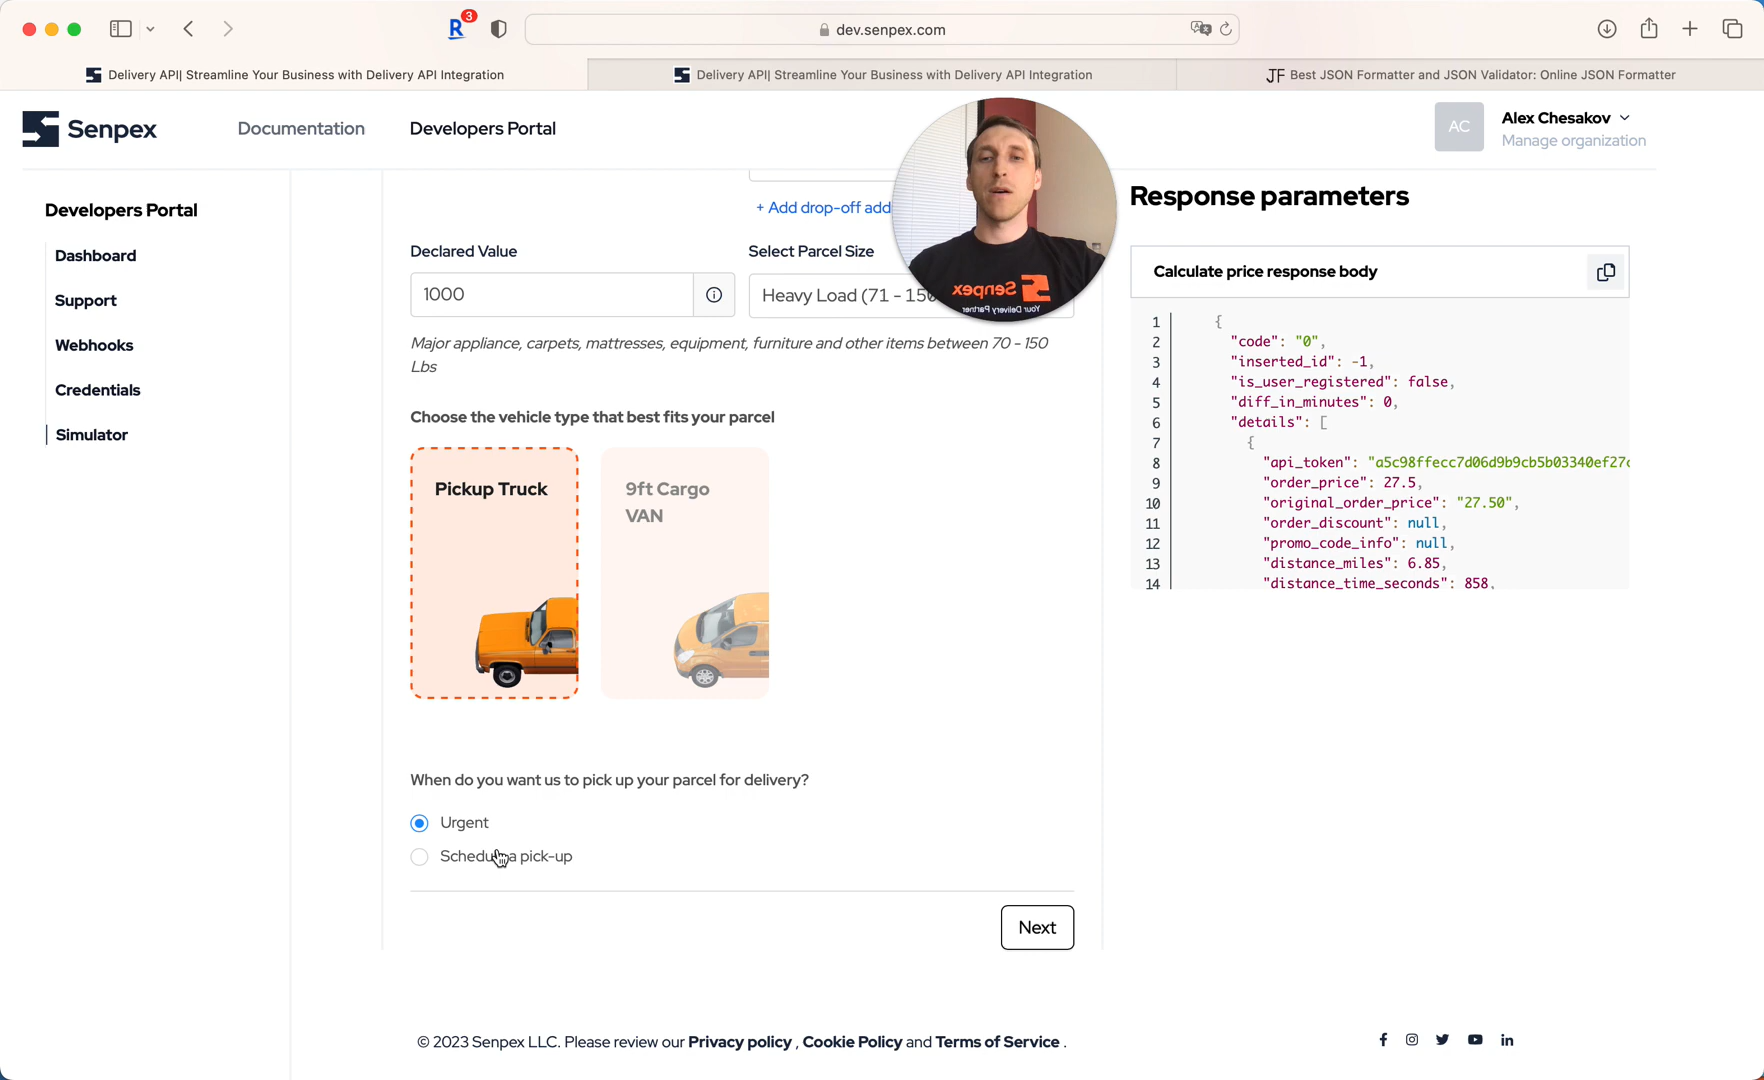 R 3
dev.senpex.com
Delivery API| Streamline Your Business with Delivery API Integration
Delivery API| Streamline Your Business with Delivery API Integration
JF Best JSON Formatter and JSON Validator: Online JSON Formatter
Senpex
Documentation
Developers Portal
AC
Alex Chesakov
Manage organization
Developers Portal
Dashboard
Support
Webhooks
Credentials
Simulator
+ Add drop-off add
Declared Value
Select Parcel Size
1000
Heavy Load (71 - 150
Major appliance, carpets, mattresses, equipment, furniture and other items between 70 - 150
Lbs
Choose the vehicle type that best fits your parcel
Pickup Truck
9ft Cargo
VAN
When do you want us to pick up your parcel for delivery?
Urgent
Schedule a pick-up
Next
Senpex
Your Delivery Partner
Response parameters
Calculate price response body
1 {
2 "code": "0",
3 "inserted_id": -1,
4 "is_user_registered": false,
5 "diff_in_minutes": 0,
6 "details": [
7 {
8 "api_token": "a5c98ffecc7d06d9b9cb5b03340ef27c
9 "order_price": 27.5,
10 "original_order_price": "27.50",
11 "order_discount": null,
12 "promo_code_info": null,
13 "distance_miles": 6.85,
14 "distance_time_seconds": 858,
© 2023 Senpex LLC. Please review our Privacy policy , Cookie Policy and Terms of Service .